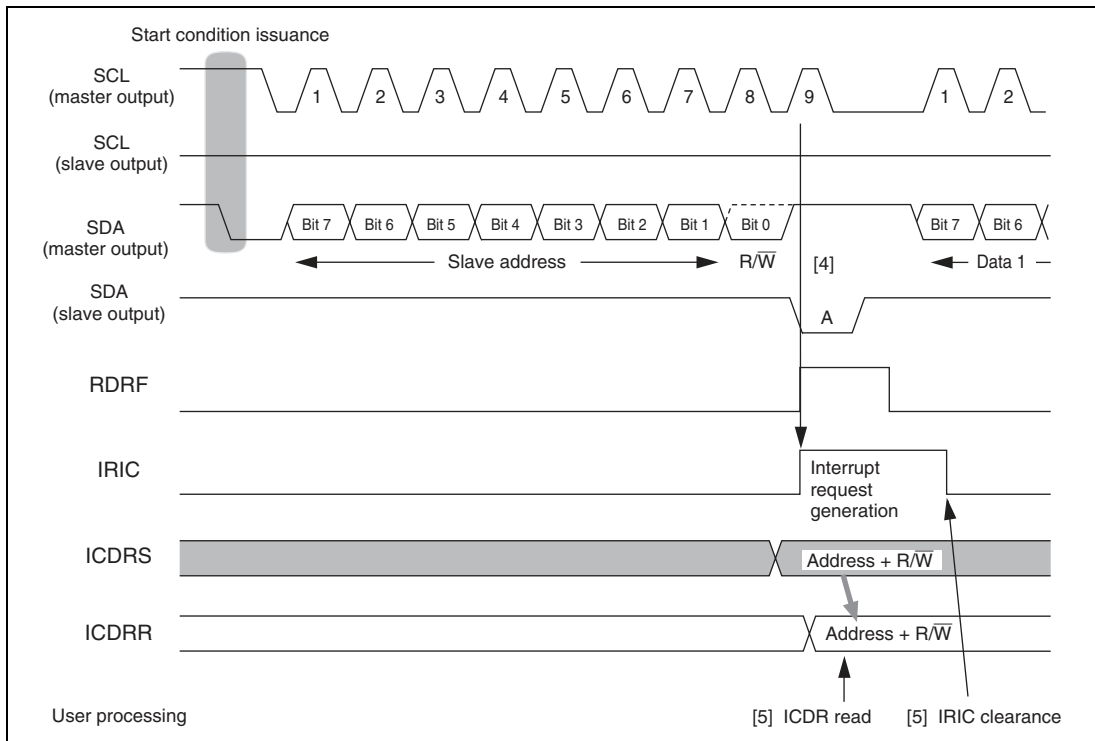 Start condition issuance
SCL
(master output)
1 2 3 4 5 6 7 8 9 1 2
SCL
(slave output)
SDA
(master output)
Bit 7 Bit 6 Bit 5 Bit 4 Bit 3 Bit 2 Bit 1 Bit 0 Bit 7 Bit 6
Slave address R/W̅ [4] Data 1
SDA
(slave output)
A
RDRF
IRIC
Interrupt
request
generation
ICDRS
Address + R/W̅
ICDRR
Address + R/W̅
User processing
[5] ICDR read
[5] IRIC clearance